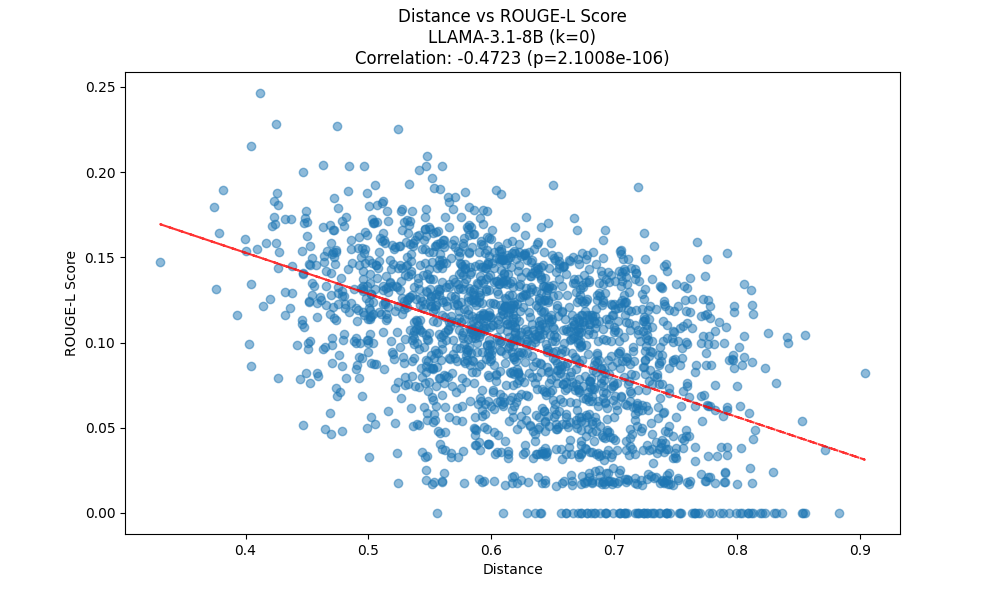 Distance vs ROUGE-L Score
LLAMA-3.1-8B (k=0)
Correlation: -0.4723 (p=2.1008e-106)
0.25
0.20
0.15
0.10
0.05
0.00
ROUGE-L Score
0.4 0.5 0.6 0.7 0.8 0.9
Distance